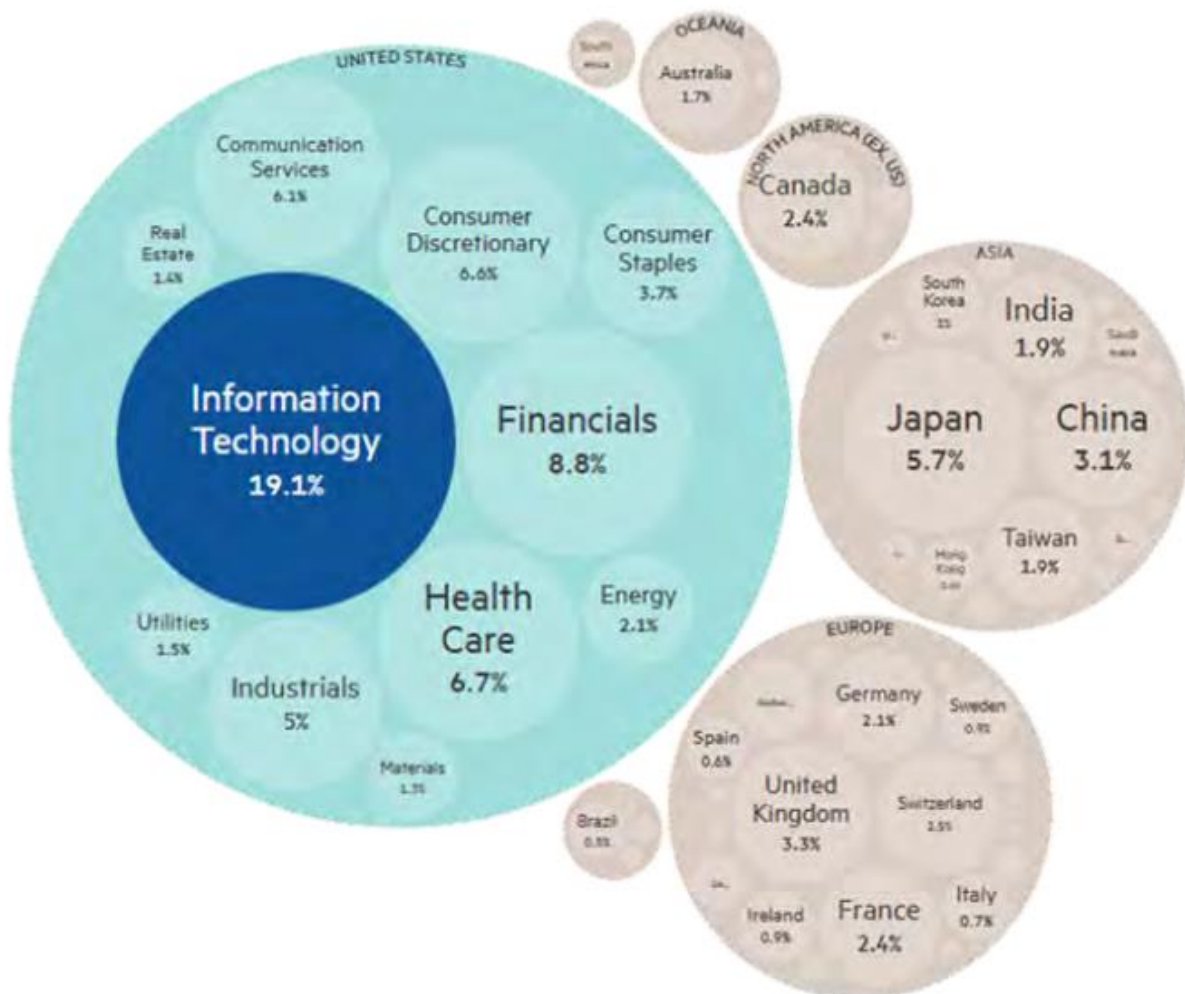 UNITED STATES
Communication
Services
6.1%
Real
Estate
1.4%
Consumer
Discretionary
6.6%
Consumer
Staples
3.7%
Information
Technology
19.1%
Financials
8.8%
Utilities
1.5%
Health
Care
6.7%
Energy
2.1%
Industrials
5%
Materials
South
OCEANIA
Australia
1.7%
NORTH AMERICA (EX. US)
Canada
2.4%
ASIA
South
Korea
India
1.9%
Saudi
Japan
5.7%
China
3.1%
Hong
Kong
Taiwan
1.9%
EUROPE
Germany
2.1%
Sweden
0.9%
Spain
0.6%
United
Kingdom
3.3%
Switzerland
Ireland
0.9%
France
2.4%
Italy
0.7%
Brazil